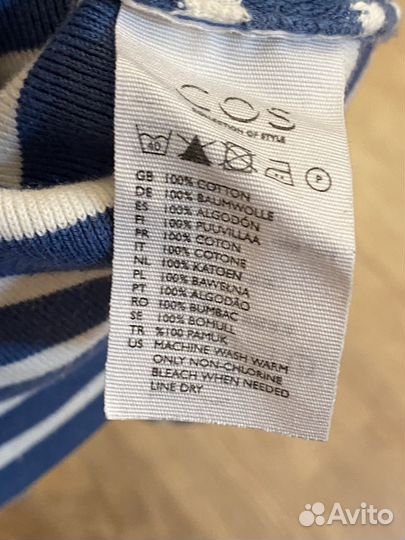 COS
COLLECTION OF STYLE
40 P
GB 100% COTTON
DE 100% BAUMWOLLE
ES 100% ALGODÓN
FI 100% PUUVILLAA
FR 100% COTON
IT 100% COTONE
NL 100% KATOEN
PL 100% BAWEŁNA
PT 100% ALGODÃO
RO 100% BUMBAC
SE 100% BOMULL
TR %100 PAMUK
US MACHINE WASH WARM
ONLY NON-CHLORINE
BLEACH WHEN NEEDED
LINE DRY
Avito